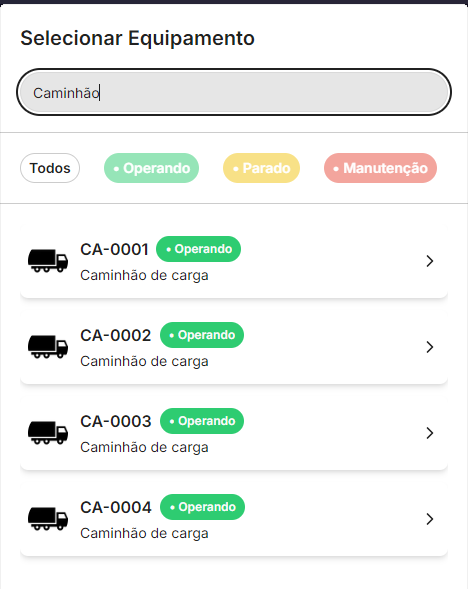 Selecionar Equipamento
Caminhão
Todos • Operando • Parado • Manutenção
CA-0001 • Operando
Caminhão de carga
CA-0002 • Operando
Caminhão de carga
CA-0003 • Operando
Caminhão de carga
CA-0004 • Operando
Caminhão de carga